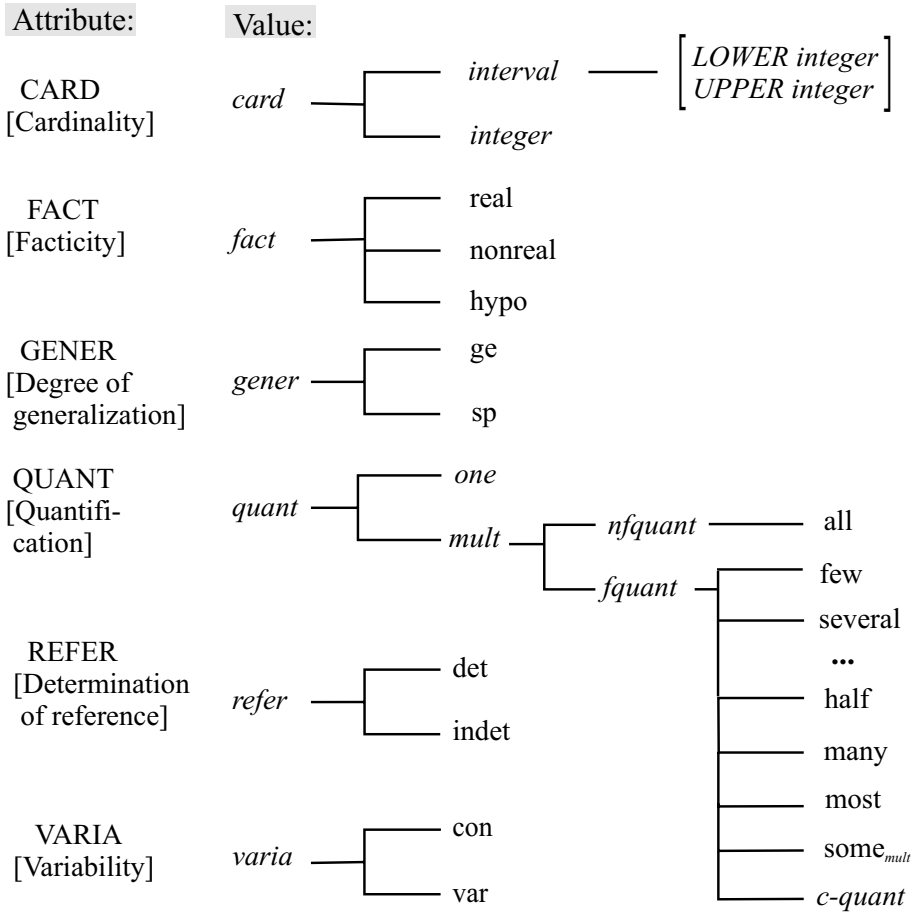 Attribute:
Value:
CARD
[Cardinality]
card
interval
[LOWER integer
UPPER integer]
integer
FACT
[Facticity]
fact
real
nonreal
hypo
GENER
[Degree of
generalization]
gener
ge
sp
QUANT
[Quantifi-
cation]
quant
one
mult
nfquant
all
fquant
few
several
...
half
many
most
some mult
c-quant
REFER
[Determination
of reference]
refer
det
indet
VARIA
[Variability]
varia
con
var